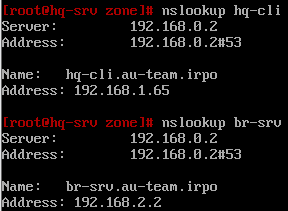 [root@hq-srv zone]# nslookup hq-cli
Server: 192.168.0.2
Address: 192.168.0.2#53
Name: hq-cli.au-team.irpo
Address: 192.168.1.65
[root@hq-srv zone]# nslookup br-srv
Server: 192.168.0.2
Address: 192.168.0.2#53
Name: br-srv.au-team.irpo
Address: 192.168.2.2